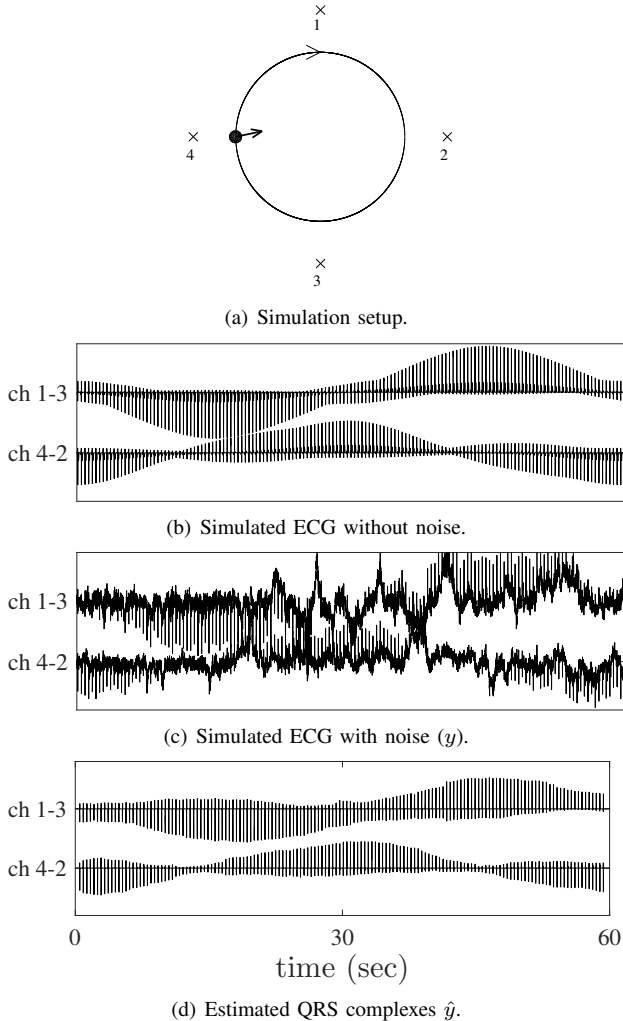 1
4
2
3
(a) Simulation setup.
ch 1-3
ch 4-2
(b) Simulated ECG without noise.
ch 1-3
ch 4-2
(c) Simulated ECG with noise (y).
ch 1-3
ch 4-2
0 30 60
time (sec)
(d) Estimated QRS complexes ŷ.